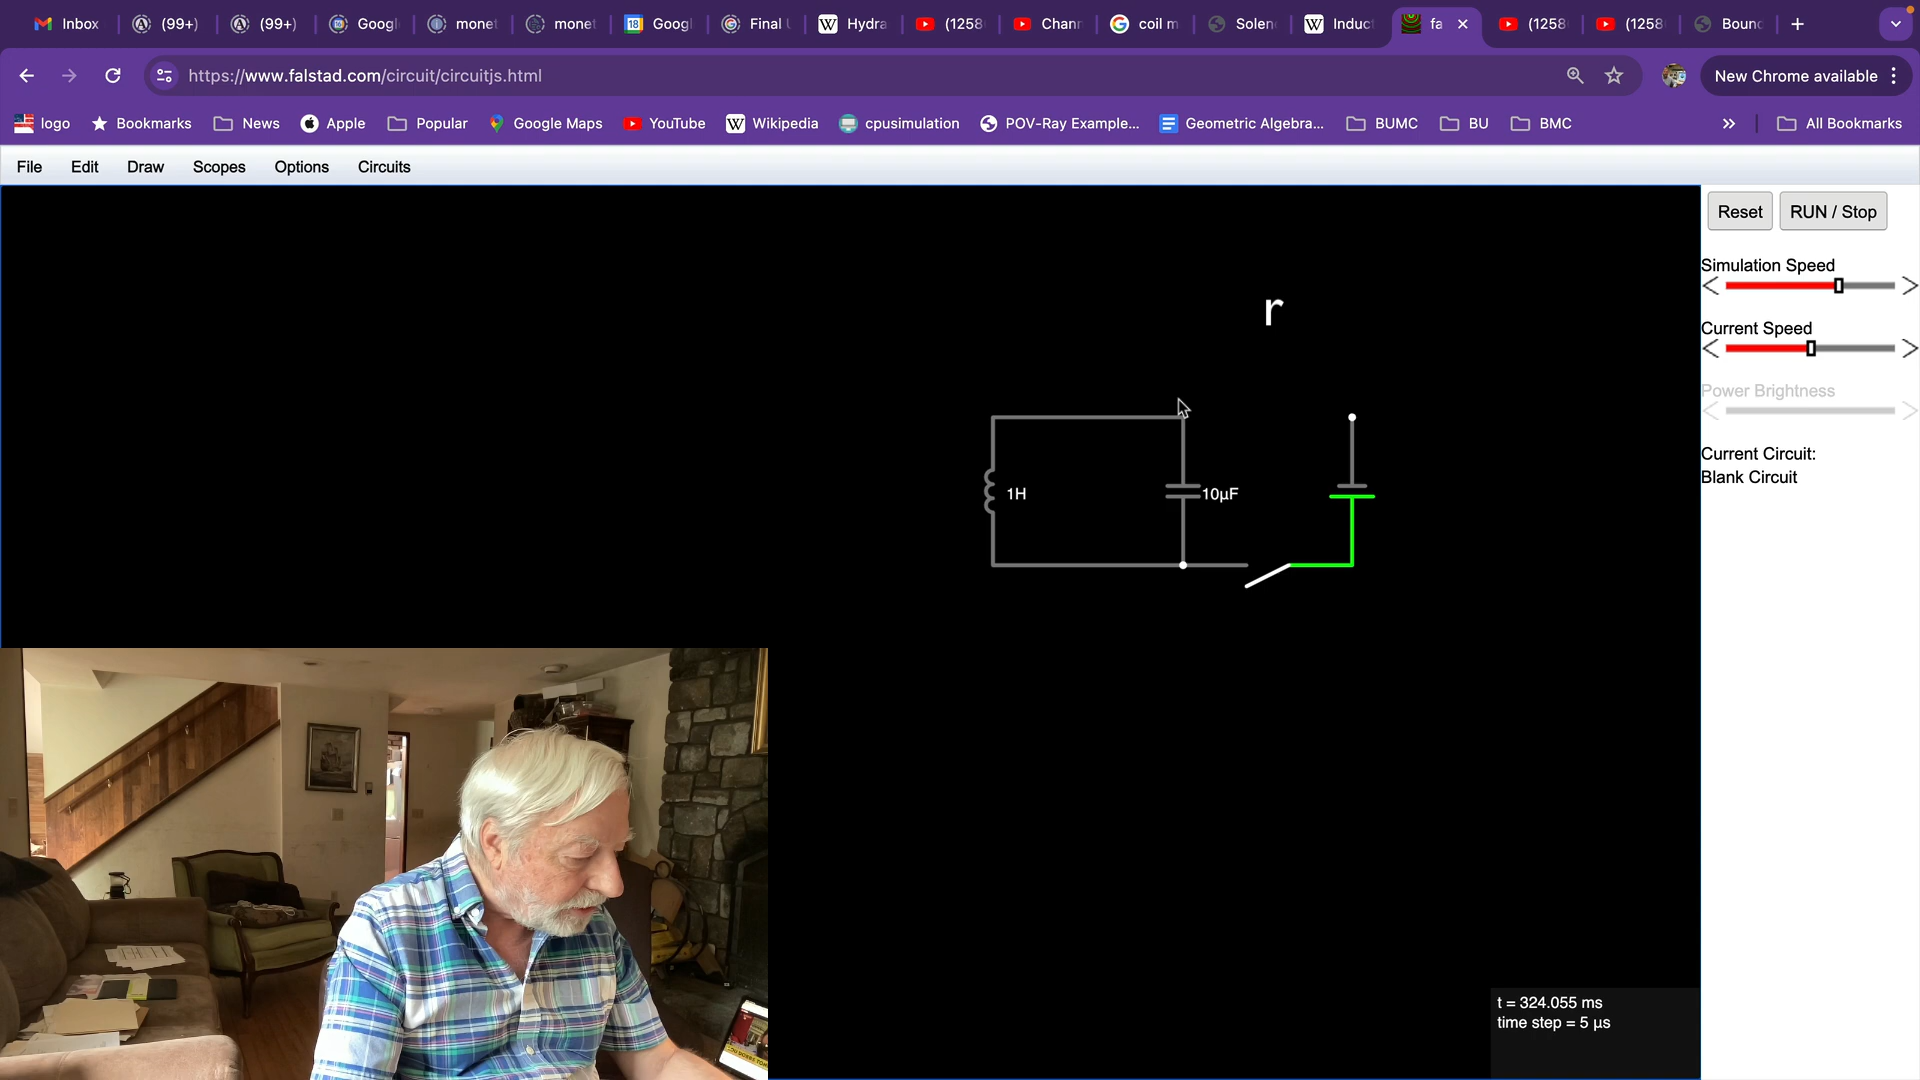 Inbox
(99+)
(99+)
Googl
monet
monet
18
Googl
Final U
Hydra
(1258
Chann
coil m
Solen
Induct
fa
(1258
(1258
Bounc
https://www.falstad.com/circuit/circuitjs.html
New Chrome available
logo
Bookmarks
News
Apple
Popular
Google Maps
YouTube
Wikipedia
cpusimulation
POV-Ray Example...
Geometric Algebra...
BUMC
BU
BMC
All Bookmarks
File
Edit
Draw
Scopes
Options
Circuits
Reset
RUN / Stop
Simulation Speed
Current Speed
Power Brightness
Current Circuit:
Blank Circuit
r
1H
10µF
t = 324.055 ms
time step = 5 µs